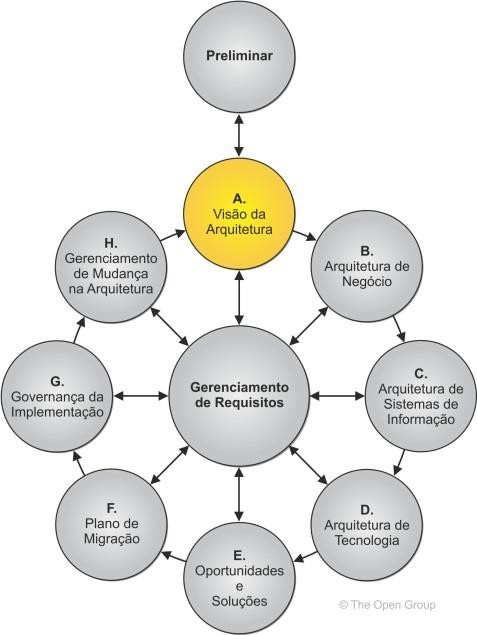 Preliminar
A.
Visão da
Arquitetura
H.
Gerenciamento
de Mudança
na Arquitetura
B.
Arquitetura de
Negócio
G.
Governança da
Implementação
Gerenciamento
de Requisitos
C.
Arquitetura de
Sistemas de
Informação
F.
Plano de
Migração
D.
Arquitetura de
Tecnologia
E.
Oportunidades
e
Soluções
© The Open Group